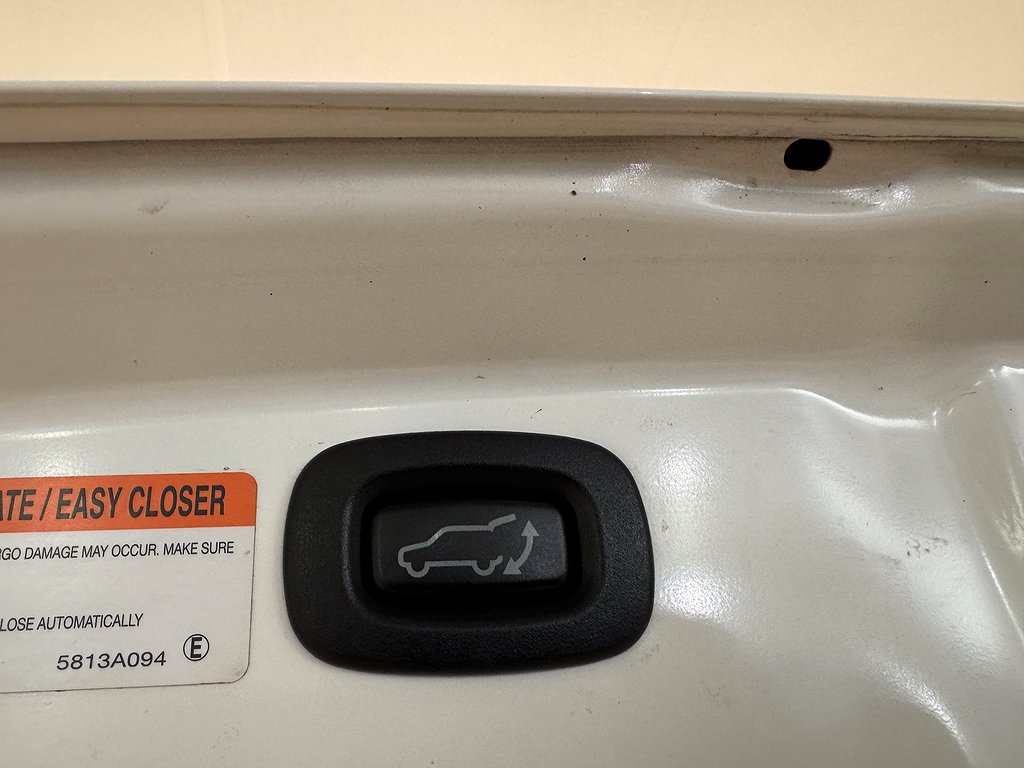 ATE / EASY CLOSER
RGO DAMAGE MAY OCCUR. MAKE SURE
LOSE AUTOMATICALLY
5813A094 E